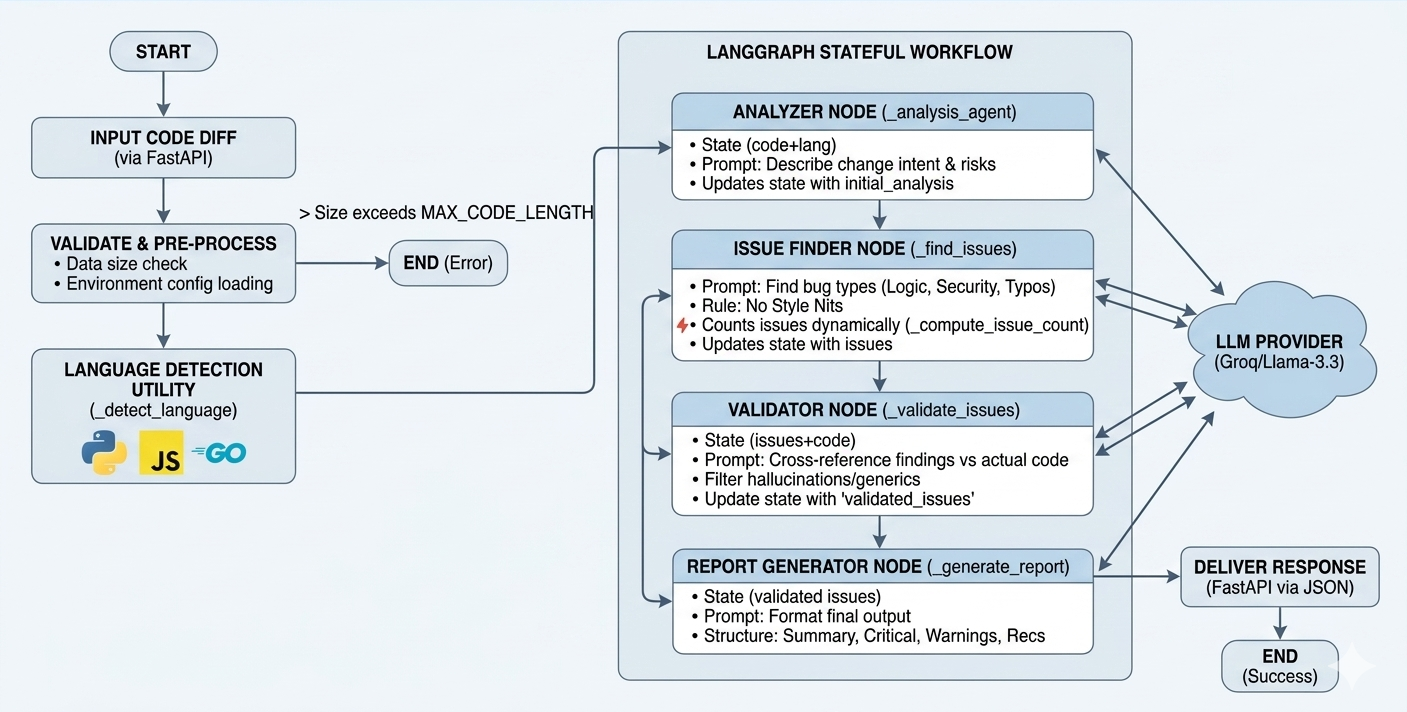 START
INPUT CODE DIFF
(via FastAPI)
> Size exceeds MAX_CODE_LENGTH
VALIDATE & PRE-PROCESS
• Data size check
• Environment config loading
END (Error)
LANGUAGE DETECTION
UTILITY
(_detect_language)
JS
GO
LANGGRAPH STATEFUL WORKFLOW
ANALYZER NODE (_analysis_agent)
• State (code+lang)
• Prompt: Describe change intent & risks
• Updates state with initial_analysis
ISSUE FINDER NODE (_find_issues)
• Prompt: Find bug types (Logic, Security, Typos)
• Rule: No Style Nits
• Counts issues dynamically (_compute_issue_count)
• Updates state with issues
VALIDATOR NODE (_validate_issues)
• State (issues+code)
• Prompt: Cross-reference findings vs actual code
• Filter hallucinations/generics
• Update state with 'validated_issues'
REPORT GENERATOR NODE (_generate_report)
• State (validated issues)
• Prompt: Format final output
• Structure: Summary, Critical, Warnings, Recs
LLM PROVIDER
(Groq/Llama-3.3)
DELIVER RESPONSE
(FastAPI via JSON)
END
(Success)